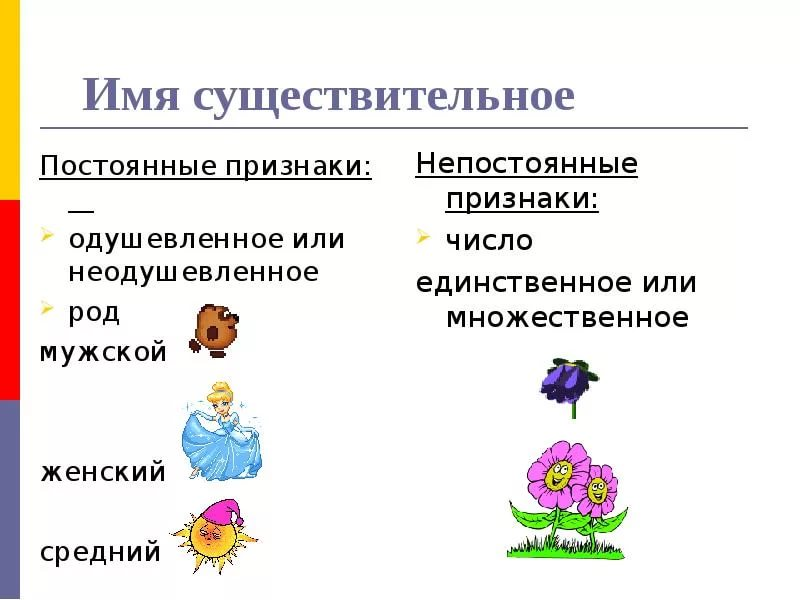 Имя существительное
Постоянные признаки:
одушевленное или
неодушевленное
род
мужской
женский
средний
Непостоянные
признаки:
число
единственное или
множественное